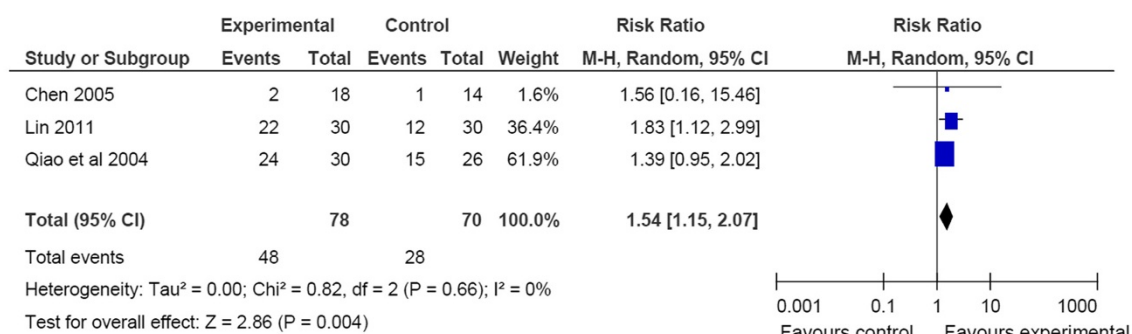 Experimental Control Risk Ratio Risk Ratio
Study or Subgroup Events Total Events Total Weight M-H, Random, 95% CI M-H, Random, 95% CI
Chen 2005 2 18 1 14 1.6% 1.56 [0.16, 15.46]
Lin 2011 22 30 12 30 36.4% 1.83 [1.12, 2.99]
Qiao et al 2004 24 30 15 26 61.9% 1.39 [0.95, 2.02]
Total (95% CI) 78 70 100.0% 1.54 [1.15, 2.07]
Total events 48 28
Heterogeneity: Tau² = 0.00; Chi² = 0.82, df = 2 (P = 0.66); I² = 0%
Test for overall effect: Z = 2.86 (P = 0.004)
0.001 0.1 1 10 1000
Favours control Favours experimental